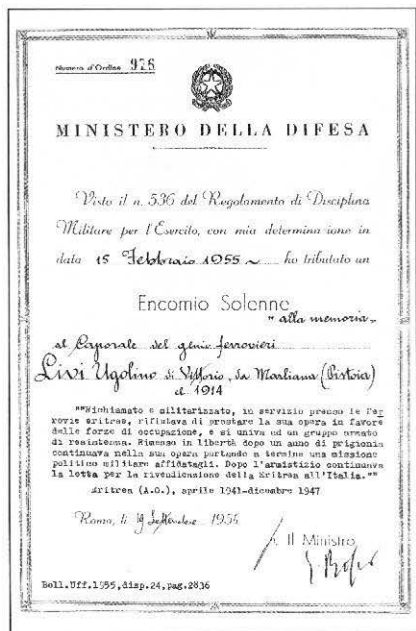 Numero d'Ordine 976
MINISTERO DELLA DIFESA
Visto il n. 536 del Regolamento di Disciplina
Militare per l'Esercito, con mia determinazione in
data 15 Febbraio 1955 ho tributato un
Encomio Solenne
"alla memoria"
al Caporale del genio ferrovieri
Livi Ugolino di Vittorio, da Marliana (Pistoia)
cl 1914
""Richiamato e militarizzato, in servizio presso le fer
rovie eritree, rifiutava di prestare la sua opera in favore
delle forze di occupazione, e si univa ad un gruppo armato
di resistenza. Rimesso in libertà dopo un anno di prigionia
continuava nella sua opera portando a termine una missione
politico militare affidatagli. Dopo l'armistizio continuava
la lotta per la rivendicazione della Eritrea all'Italia.""
Eritrea (A.O.), aprile 1941-dicembre 1947
Roma, li 19 Settembre 1956
Il Ministro
Boll.Uff.1955,disp.24,pag.2836